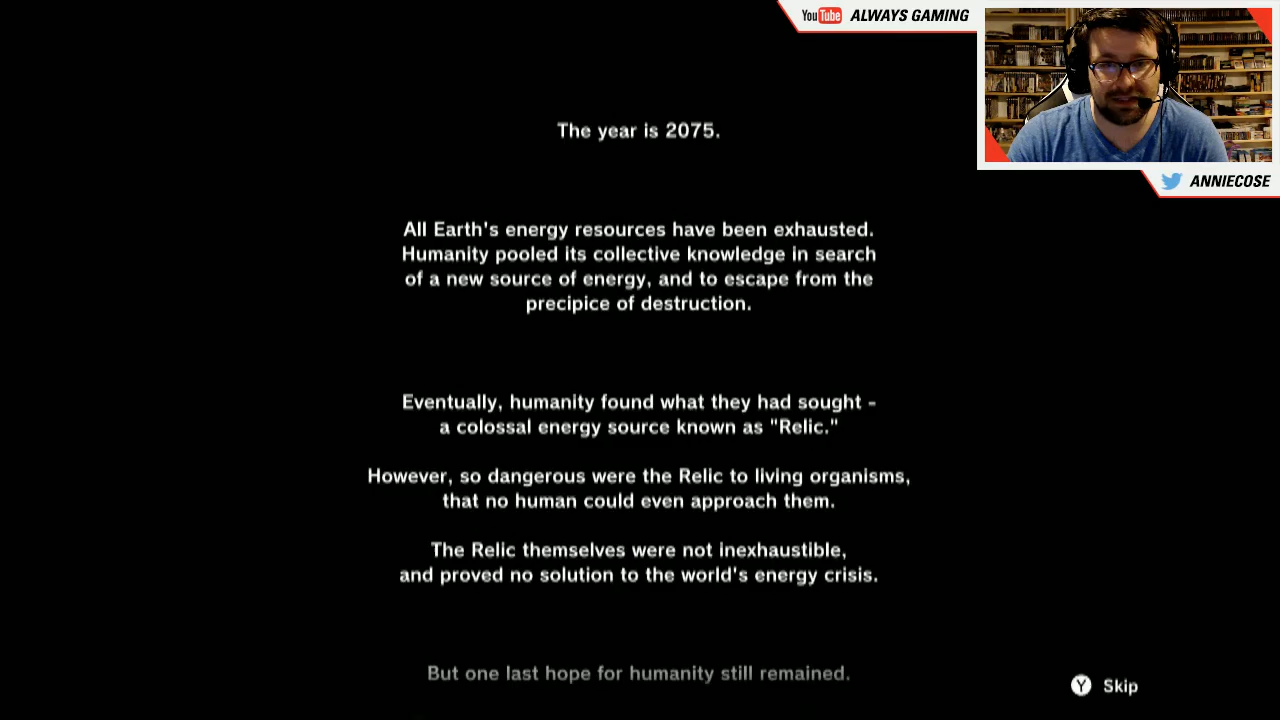 YouTube ALWAYS GAMING
ANNIECOSE
The year is 2075.
All Earth's energy resources have been exhausted.
Humanity pooled its collective knowledge in search
of a new source of energy, and to escape from the
precipice of destruction.
Eventually, humanity found what they had sought -
a colossal energy source known as "Relic."
However, so dangerous were the Relic to living organisms,
that no human could even approach them.
The Relic themselves were not inexhaustible,
and proved no solution to the world's energy crisis.
But one last hope for humanity still remained.
Y Skip